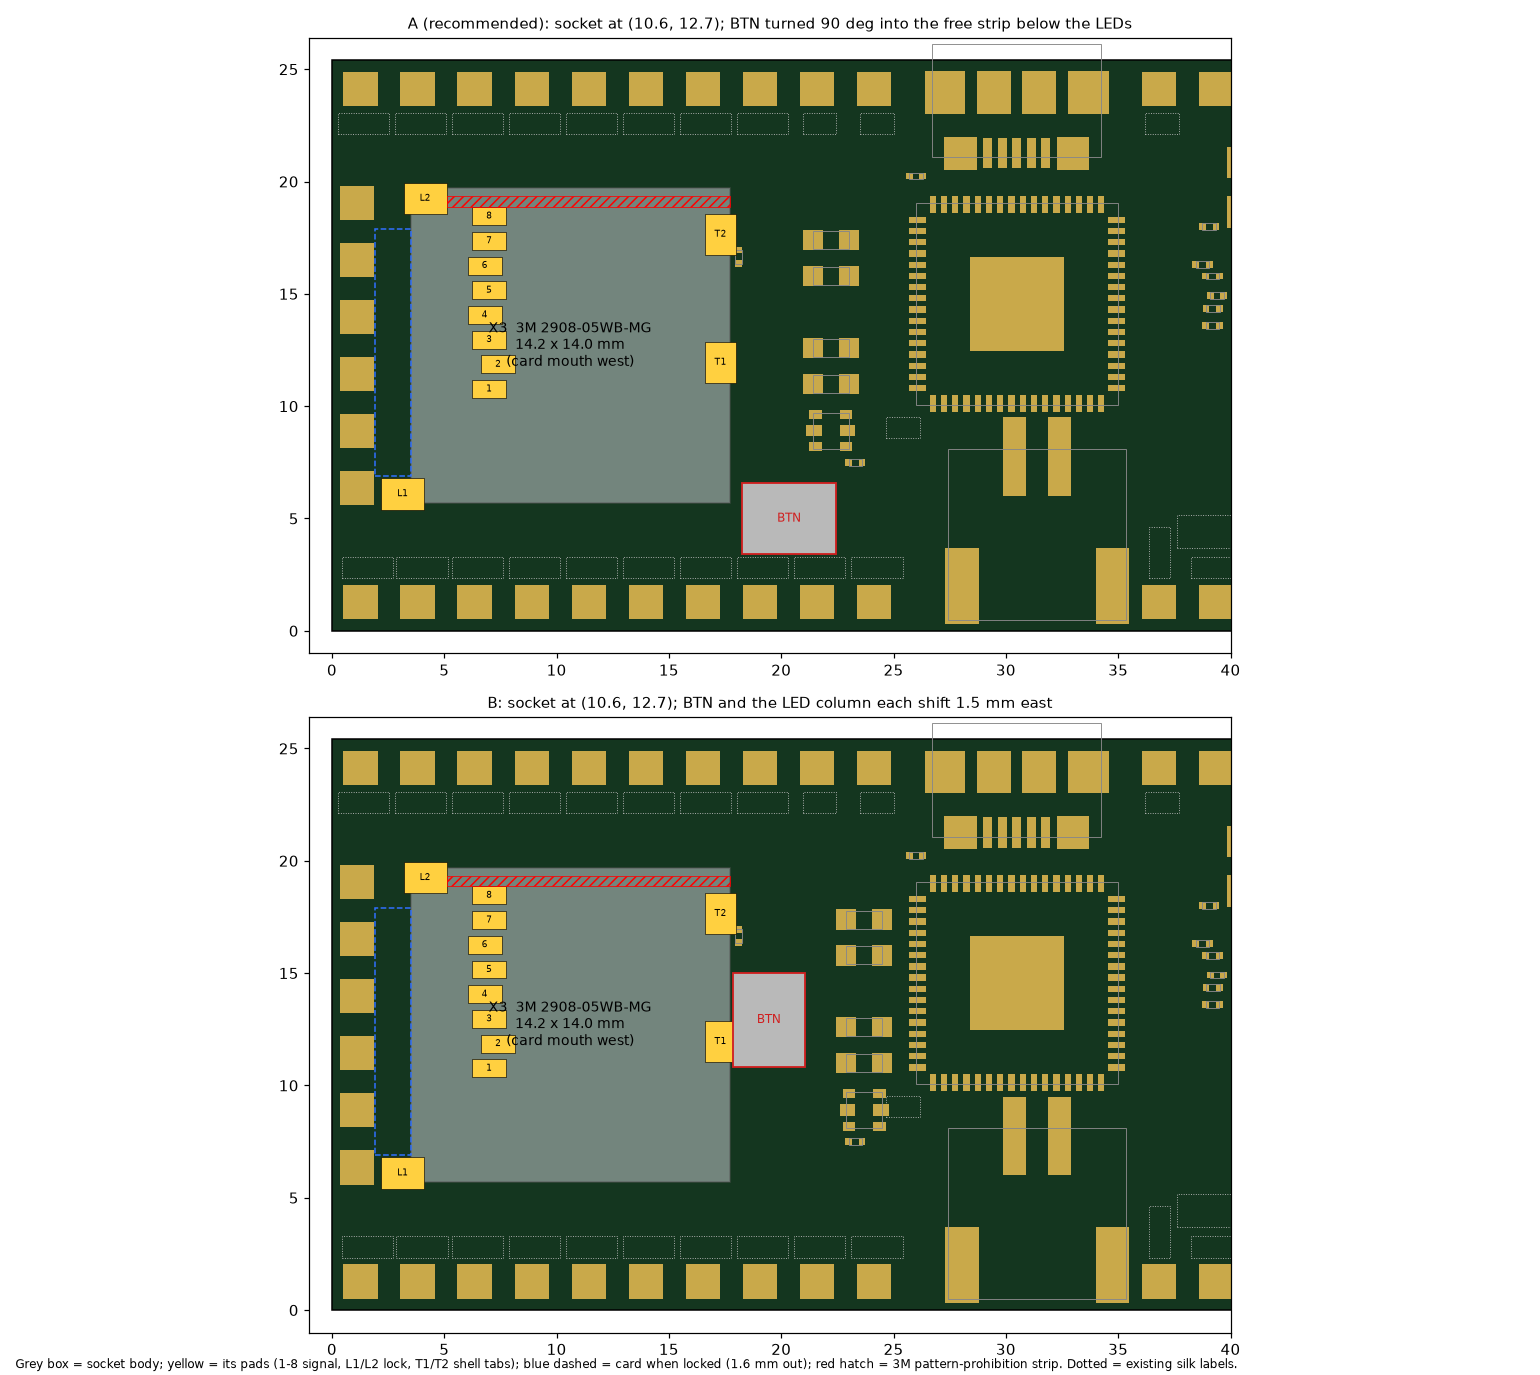 A (recommended): socket at (10.6, 12.7); BTN turned 90 deg into the free strip below the LEDs
25
20
15
10
5
0
L2
8
T2
7
6
5
4
3
X3 3M 2908-05WB-MG
14.2 x 14.0 mm
(card mouth west)
2
T1
1
L1
BTN
0 5 10 15 20 25 30 35 40
B: socket at (10.6, 12.7); BTN and the LED column each shift 1.5 mm east
25
20
15
10
5
0
L2
8
T2
7
6
5
4
3
X3 3M 2908-05WB-MG
14.2 x 14.0 mm
(card mouth west)
2
T1
BTN
1
L1
0 5 10 15 20 25 30 35 40
Grey box = socket body; yellow = its pads (1-8 signal, L1/L2 lock, T1/T2 shell tabs); blue dashed = card when locked (1.6 mm out); red hatch = 3M pattern-prohibition strip. Dotted = existing silk labels.